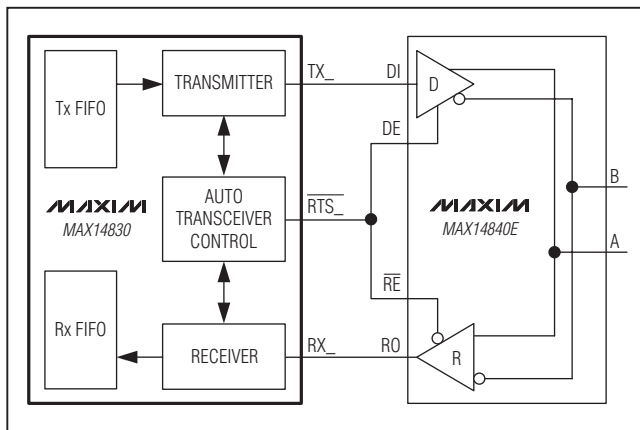 Tx FIFO
TRANSMITTER
TX_
DI
D
DE
MAXIM
MAX14830
AUTO
TRANSCEIVER
CONTROL
RTS_
MAXIM
MAX14840E
B
A
RE
Rx FIFO
RECEIVER
RX_
RO
R